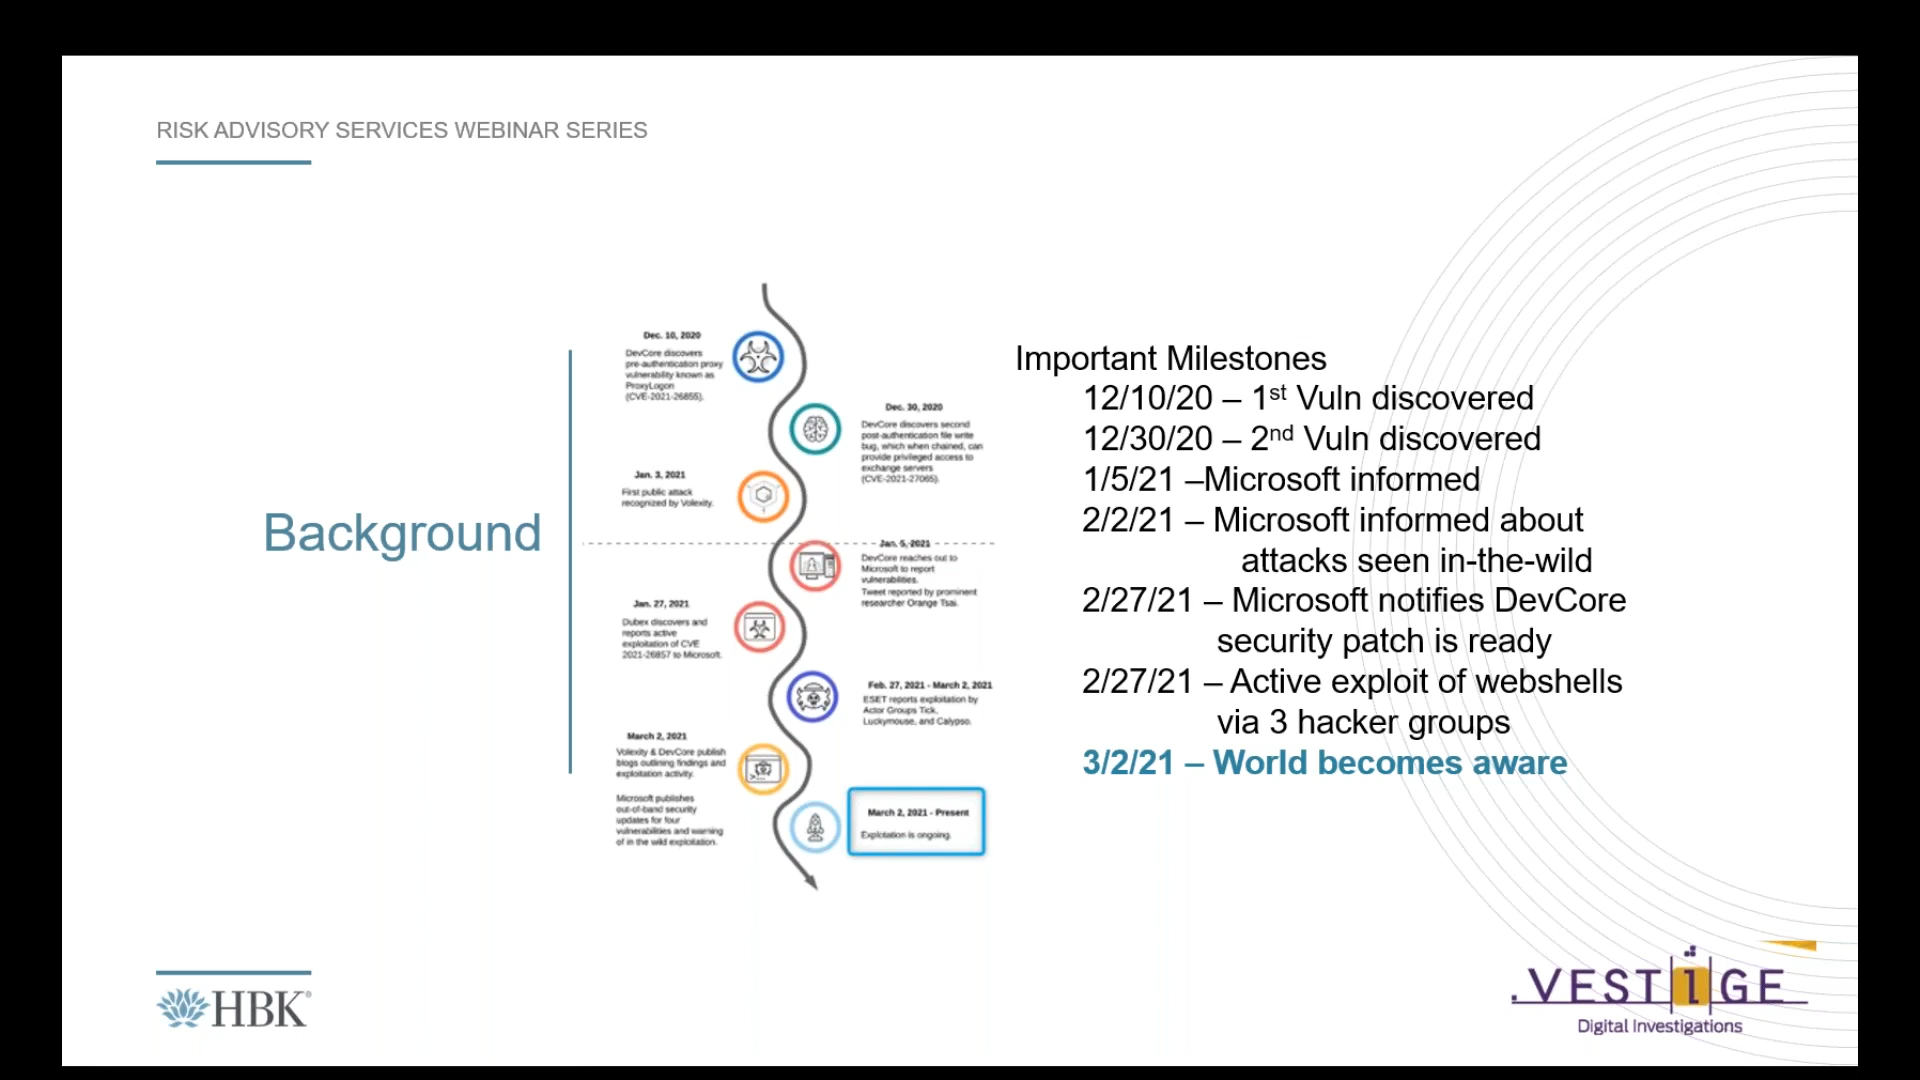 RISK ADVISORY SERVICES WEBINAR SERIES
Background
Dec. 10, 2020
DevCore discovers
pre-authentication proxy
vulnerability known as
ProxyLogon
(CVE-2021-26855).
Dec. 30, 2020
DevCore discovers second
post-authentication file write
bug, which when chained, can
provide privileged access to
exchange servers
(CVE-2021-27065).
Jan. 3, 2021
First public attack
recognized by Volexity.
Jan. 5, 2021
DevCore reaches out to
Microsoft to report
vulnerabilities.
Tweet reported by prominent
researcher Orange Tsai.
Jan. 27, 2021
Dubex discovers and
reports active
exploitation of CVE
2021-26857 to Microsoft.
Feb. 27, 2021 - March 2, 2021
ESET reports exploitation by
Actor Groups Tick,
Luckymouse, and Calypso.
March 2, 2021
Volexity & DevCore publish
blogs outlining findings and
exploitation activity.
Microsoft publishes
out-of-band security
updates for four
vulnerabilities and warning
of in the wild exploitation.
March 2, 2021 - Present
Exploitation is ongoing.
Important Milestones
12/10/20 – 1st Vuln discovered
12/30/20 – 2nd Vuln discovered
1/5/21 –Microsoft informed
2/2/21 – Microsoft informed about
attacks seen in-the-wild
2/27/21 – Microsoft notifies DevCore
security patch is ready
2/27/21 – Active exploit of webshells
via 3 hacker groups
3/2/21 – World becomes aware
HBK®
VESTIGE
Digital Investigations